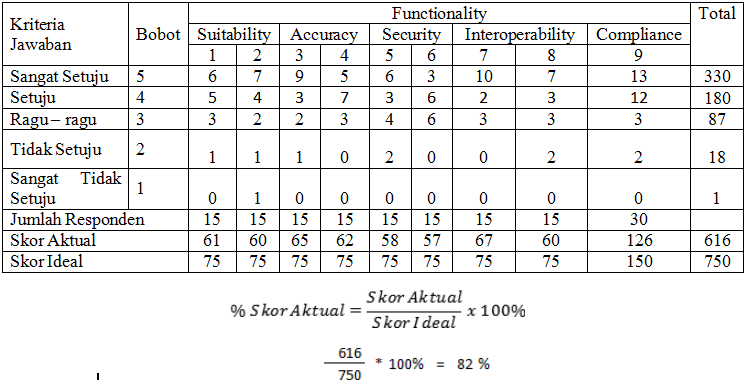 Kriteria Jawaban Bobot Functionality Total
Suitability Accuracy Security Interoperability Compliance
1 2 3 4 5 6 7 8 9
Sangat Setuju 5 6 7 9 5 6 3 10 7 13 330
Setuju 4 5 4 3 7 3 6 2 3 12 180
Ragu – ragu 3 3 2 2 3 4 6 3 3 3 87
Tidak Setuju 2 1 1 1 0 2 0 0 2 2 18
Sangat Tidak Setuju 1 0 1 0 0 0 0 0 0 0 1
Jumlah Responden 15 15 15 15 15 15 15 15 30
Skor Aktual 61 60 65 62 58 57 67 60 126 616
Skor Ideal 75 75 75 75 75 75 75 75 150 750
% Skor Aktual = Skor Aktual / Skor Ideal x 100%
616 / 750 * 100% = 82 %